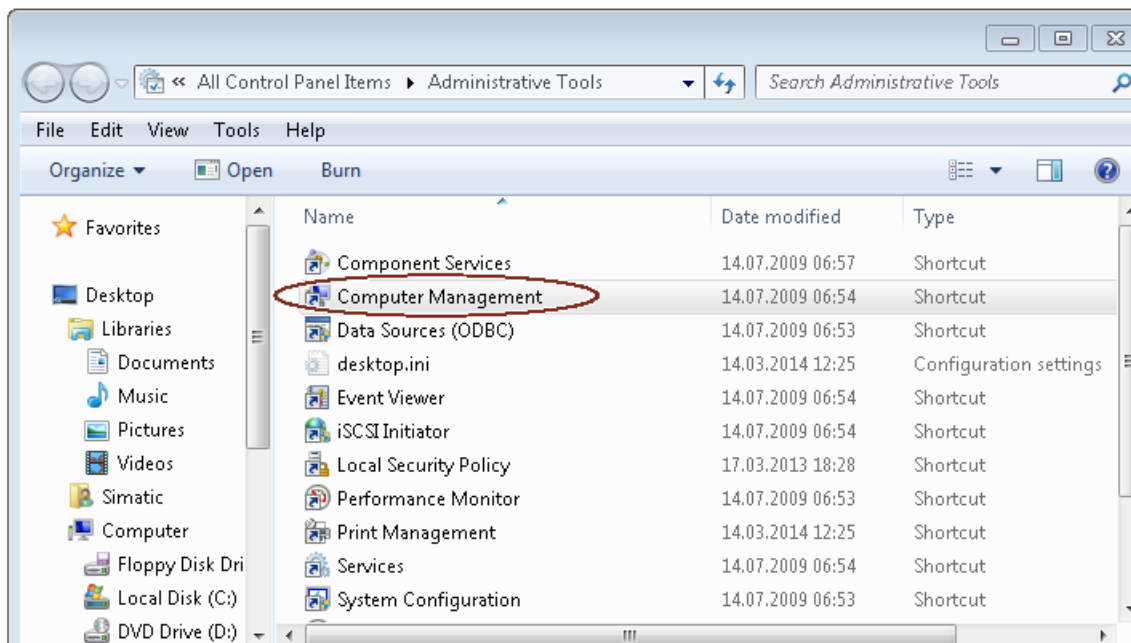 « All Control Panel Items ▸ Administrative Tools Search Administrative Tools
File Edit View Tools Help
Organize Open Burn
Favorites
Desktop
Libraries
Documents
Music
Pictures
Videos
Simatic
Computer
Floppy Disk Dri
Local Disk (C:)
DVD Drive (D:)
Name Date modified Type
Component Services 14.07.2009 06:57 Shortcut
Computer Management 14.07.2009 06:54 Shortcut
Data Sources (ODBC) 14.07.2009 06:53 Shortcut
desktop.ini 14.03.2014 12:25 Configuration settings
Event Viewer 14.07.2009 06:54 Shortcut
iSCSI Initiator 14.07.2009 06:54 Shortcut
Local Security Policy 17.03.2013 18:28 Shortcut
Performance Monitor 14.07.2009 06:53 Shortcut
Print Management 14.03.2014 12:25 Shortcut
Services 14.07.2009 06:54 Shortcut
System Configuration 14.07.2009 06:53 Shortcut